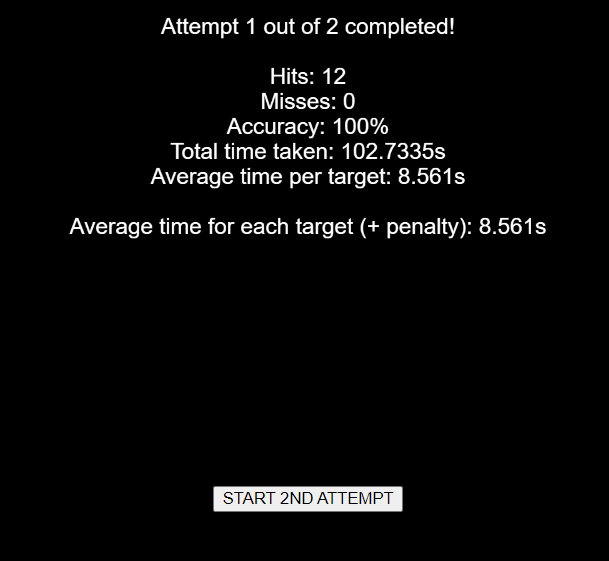 Attempt 1 out of 2 completed!
Hits: 12
Misses: 0
Accuracy: 100%
Total time taken: 102.7335s
Average time per target: 8.561s
Average time for each target (+ penalty): 8.561s
START 2ND ATTEMPT